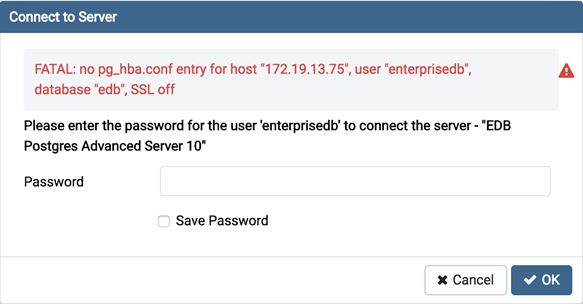 Connect to Server
FATAL: no pg_hba.conf entry for host "172.19.13.75", user "enterprisedb",
database "edb", SSL off
Please enter the password for the user 'enterprisedb' to connect the server - "EDB
Postgres Advanced Server 10"
Password
Save Password
Cancel
OK